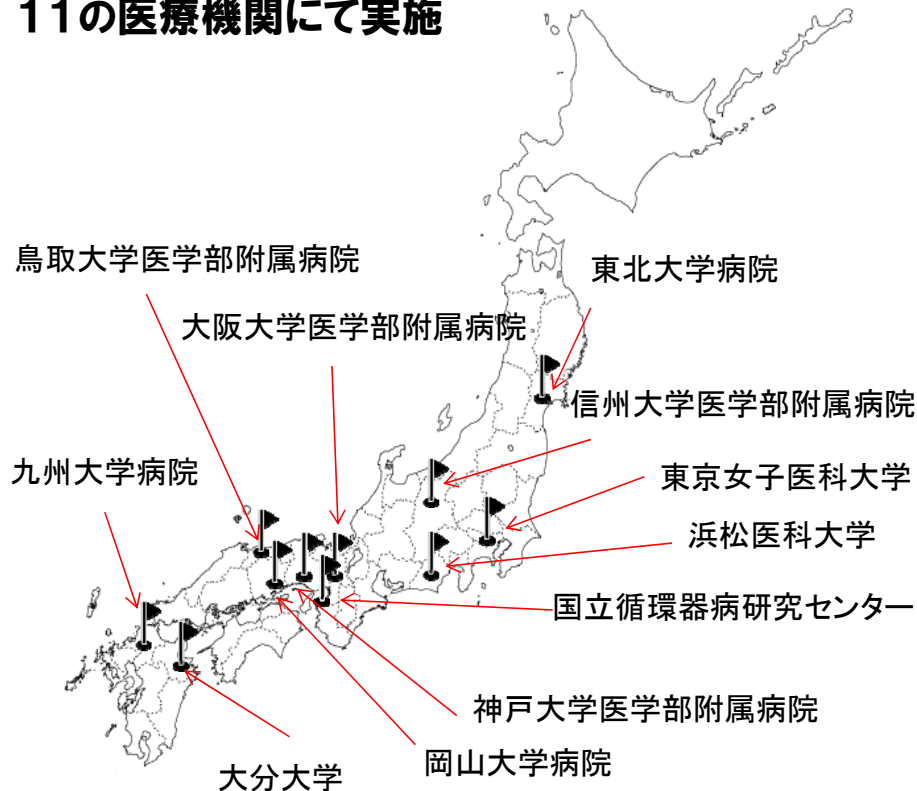 11の医療機関にて実施
鳥取大学医学部附属病院
東北大学病院
大阪大学医学部附属病院
信州大学医学部附属病院
九州大学病院
東京女子医科大学
浜松医科大学
国立循環器病研究センター
神戸大学医学部附属病院
岡山大学病院
大分大学